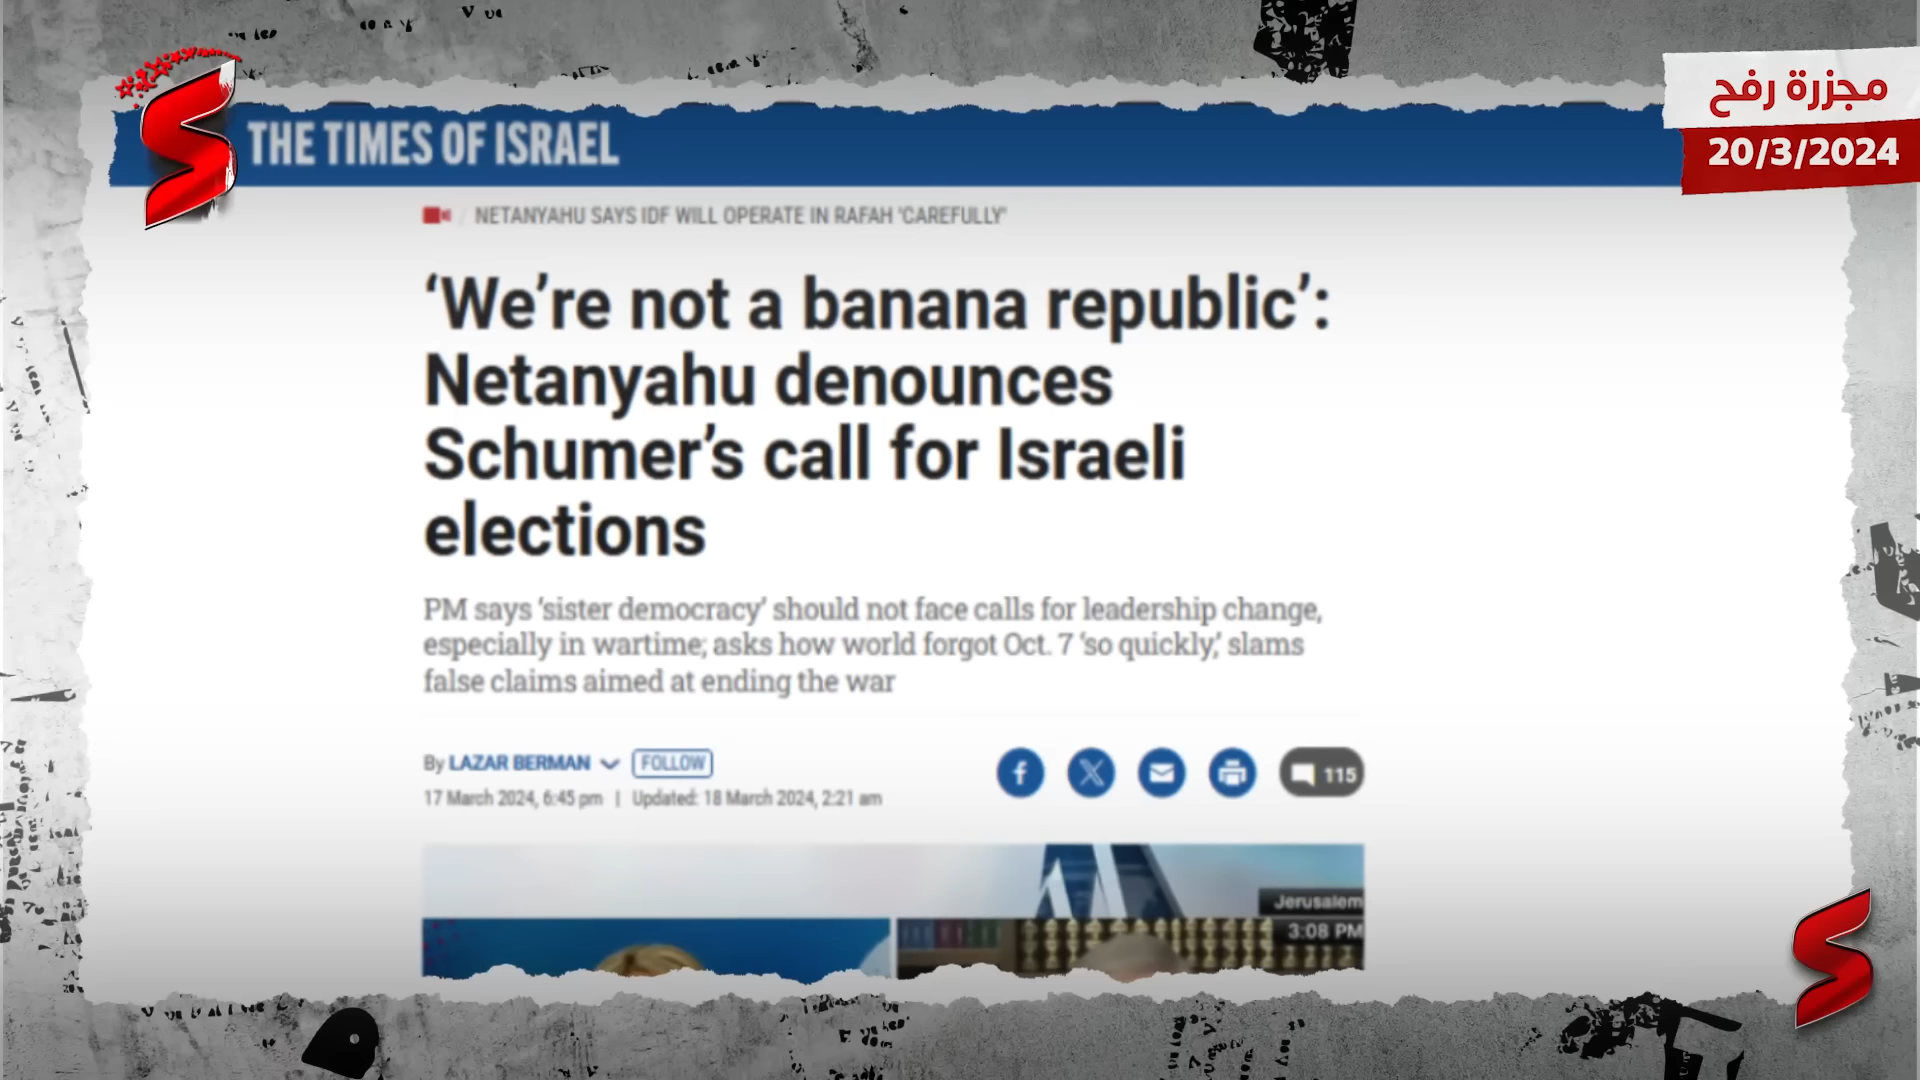 مجزرة رفح
20/3/2024
THE TIMES OF ISRAEL
NETANYAHU SAYS IDF WILL OPERATE IN RAFAH 'CAREFULLY'
‘We’re not a banana republic’:
Netanyahu denounces
Schumer’s call for Israeli
elections
PM says ‘sister democracy’ should not face calls for leadership change,
especially in wartime; asks how world forgot Oct. 7 ‘so quickly,’ slams
false claims aimed at ending the war
By LAZAR BERMAN FOLLOW
17 March 2024, 6:45 pm | Updated: 18 March 2024, 2:21 am
115
Jerusalem
3:08 PM